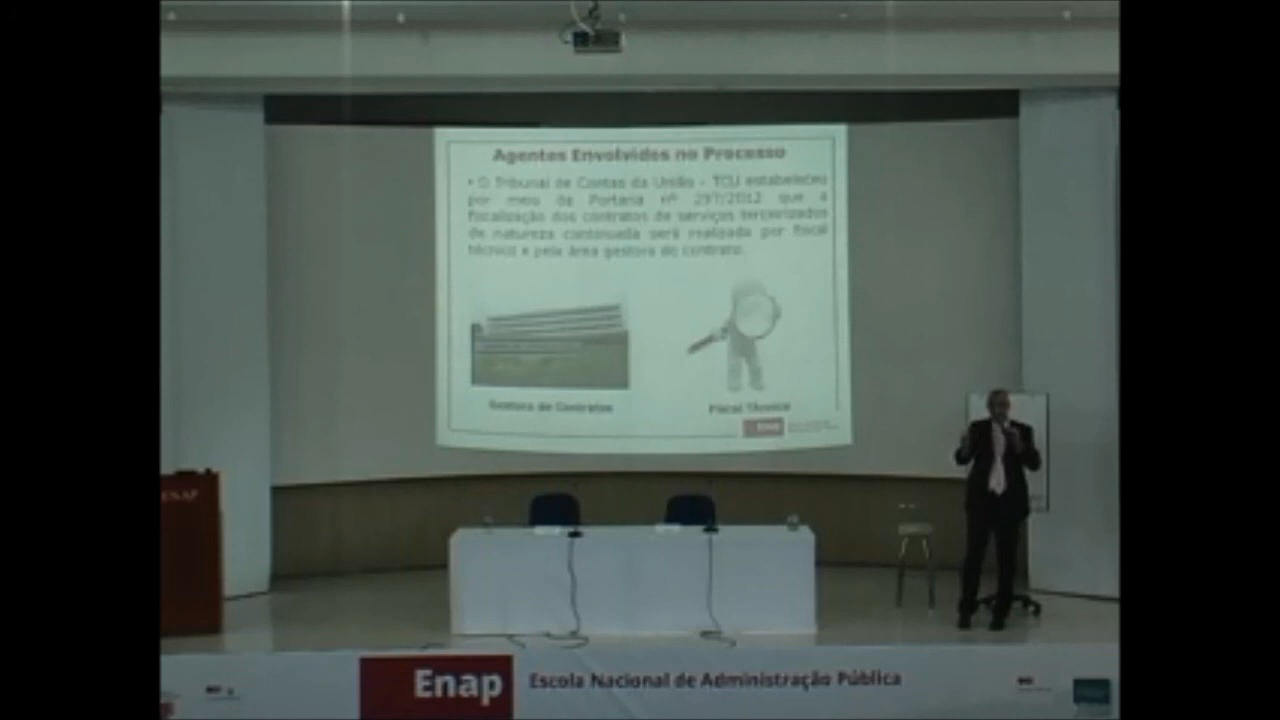 Agentes Envolvidos no Processo
• O Tribunal de Contas da União - TCU estabeleceu
por meio da Portaria nº 297/2012 que a
fiscalização dos contratos de serviços terceirizados
de natureza continuada será realizada por fiscal
técnico e pela área gestora do contrato.
Gestora de Contratos
Fiscal Técnico
Enap
ENAP
Enap
Escola Nacional de Administração Pública